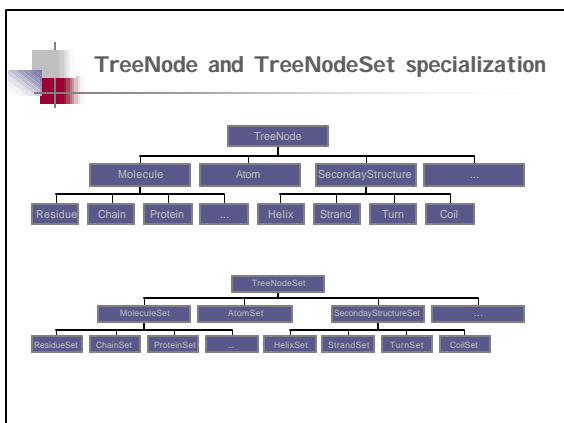 TreeNode and TreeNodeSet specialization
TreeNode
Molecule Atom SecondayStructure ...
Residue Chain Protein ... Helix Strand Turn Coil
TreeNodeSet
MoleculeSet AtomSet SecondayStructureSet ...
ResidueSet ChainSet ProteinSet ... HelixSet StrandSet TurnSet CoilSet